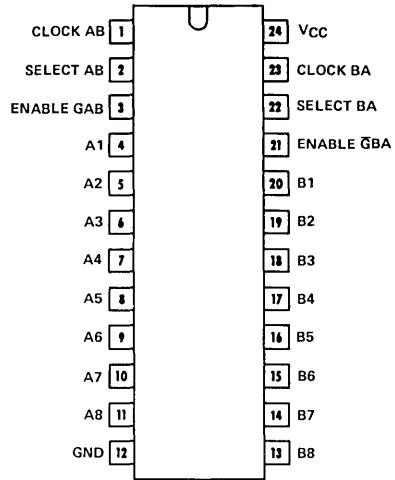 CLOCK AB 1 24 VCC
SELECT AB 2 23 CLOCK BA
ENABLE GAB 3 22 SELECT BA
A1 4 21 ENABLE G̅BA
A2 5 20 B1
A3 6 19 B2
A4 7 18 B3
A5 8 17 B4
A6 9 16 B5
A7 10 15 B6
A8 11 14 B7
GND 12 13 B8